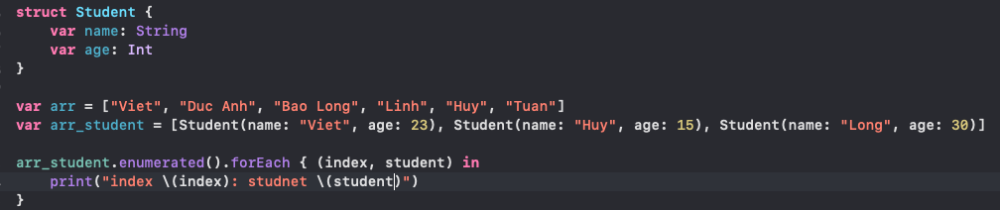 struct Student {
    var name: String
    var age: Int
}
var arr = ["Viet", "Duc Anh", "Bao Long", "Linh", "Huy", "Tuan"]
var arr_student = [Student(name: "Viet", age: 23), Student(name: "Huy", age: 15), Student(name: "Long", age: 30)]
arr_student.enumerated().forEach { (index, student) in
    print("index \(index): studnet \(student)")
}